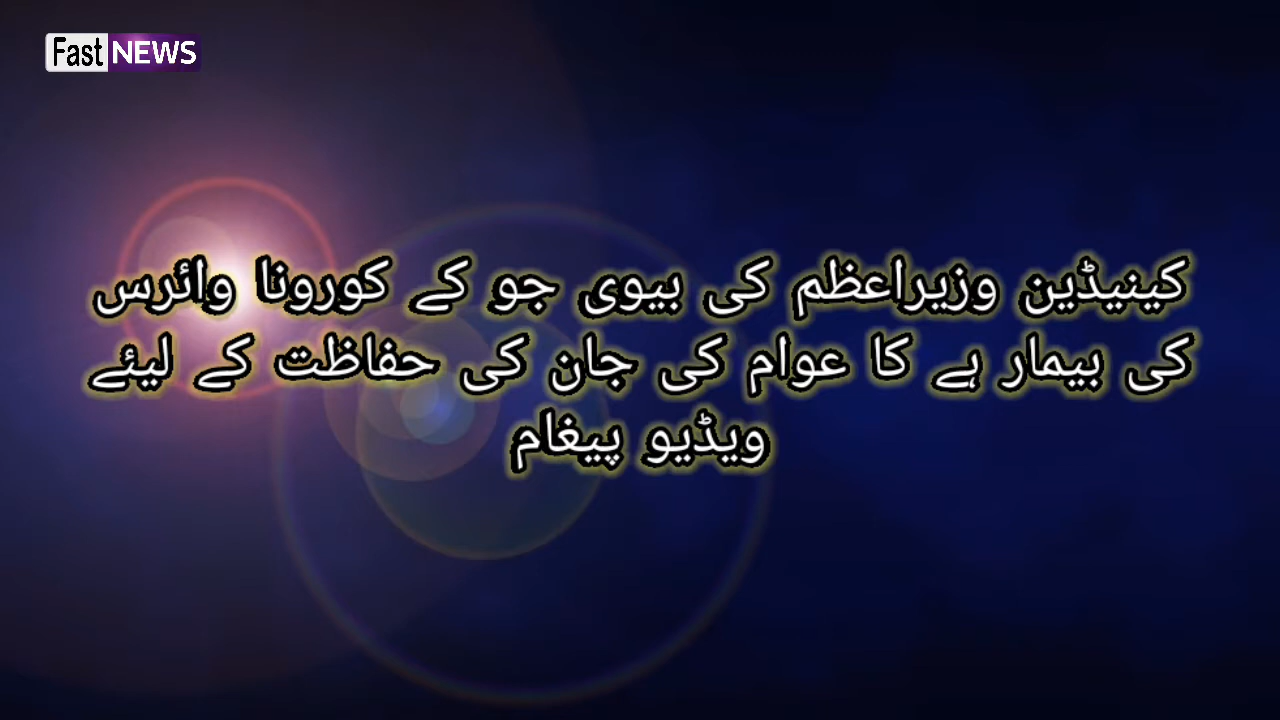 Fast NEWS
کینیڈین وزیراعظم کی بیوی جو کے کورونا وائرس
کی بیمار ہے کا عوام کی جان کی حفاظت کے لیئے
ویڈیو پیغام